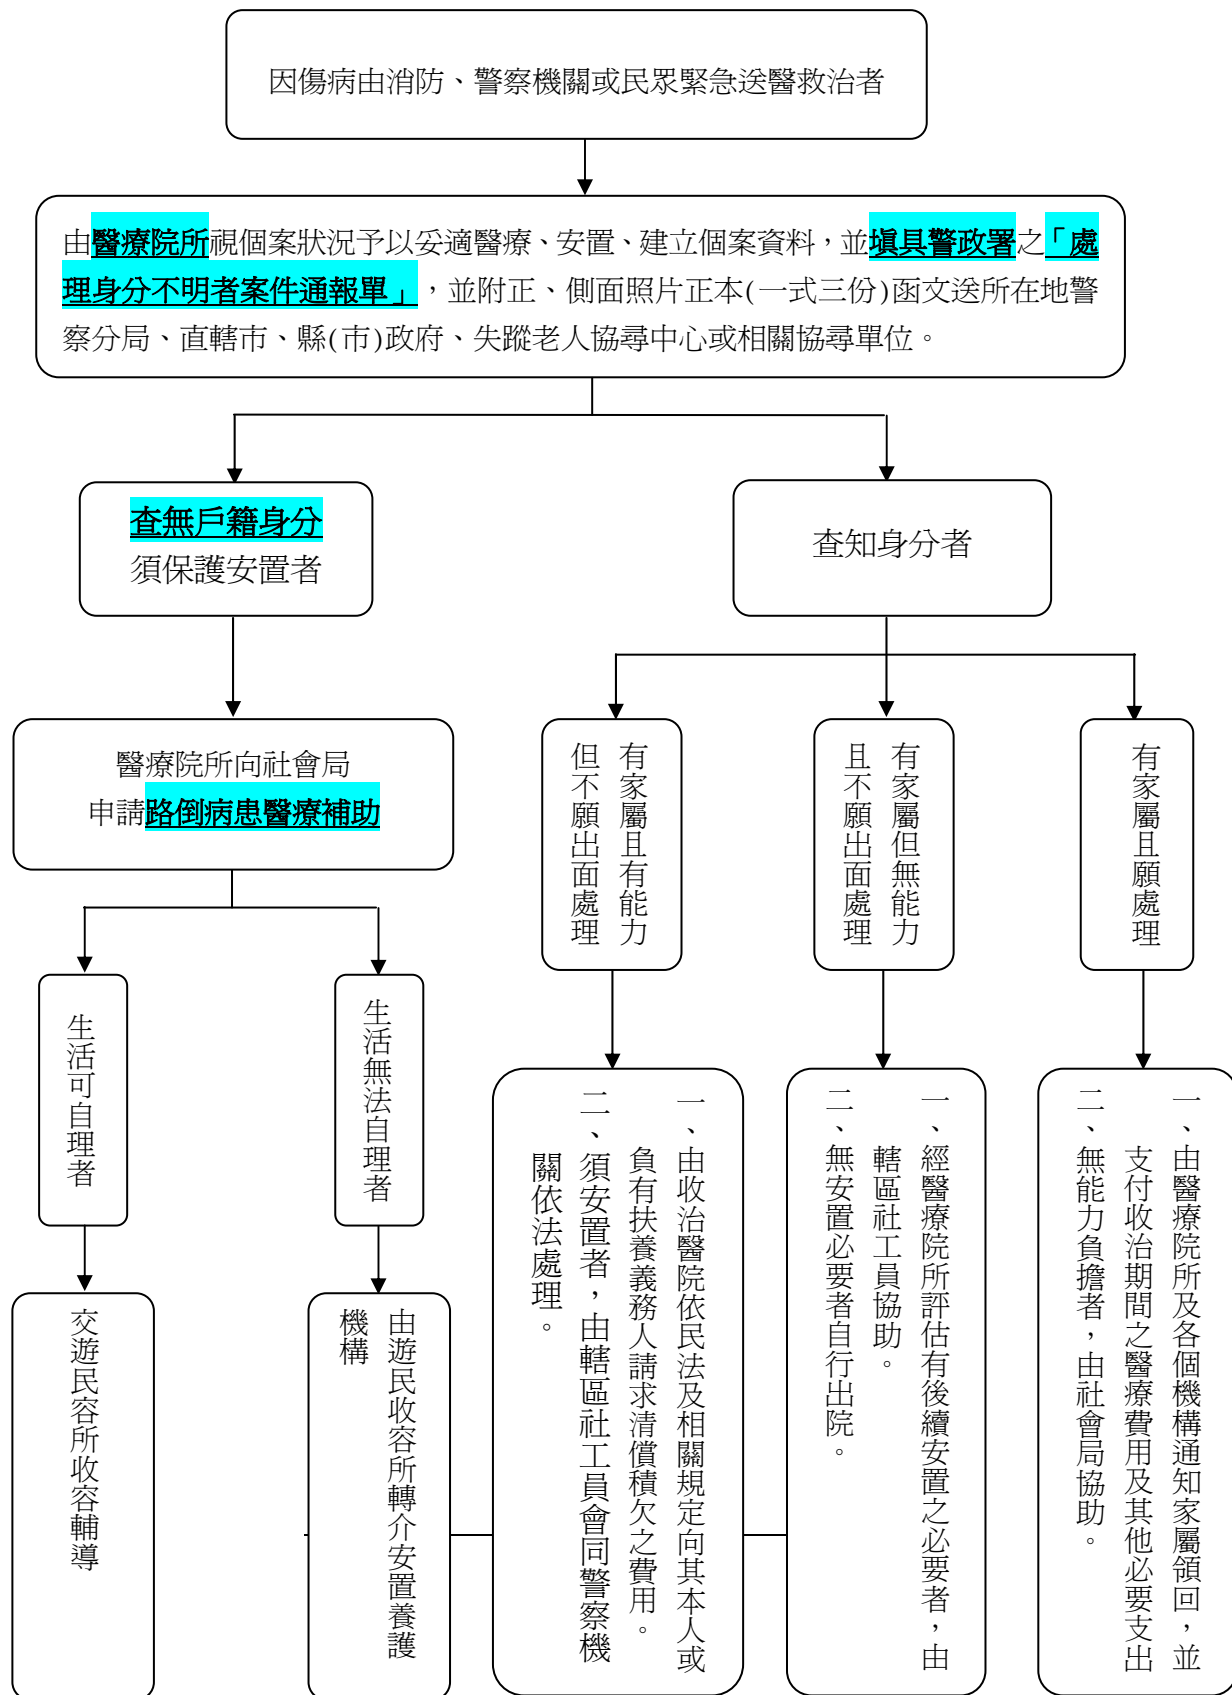 因傷病由消防、警察機關或民眾緊急送醫救治者
由醫療院所視個案狀況予以妥適醫療、安置、建立個案資料，並填具警政署之「處
理身分不明者案件通報單」，並附正、側面照片正本(一式三份)函文送所在地警
察分局、直轄市、縣(市)政府、失蹤老人協尋中心或相關協尋單位。
查無戶籍身分
須保護安置者
查知身分者
醫療院所向社會局
申請路倒病患醫療補助
有家屬且有能力
但不願出面處理
有家屬但無能力
且不願出面處理
有家屬且願處理
生活可自理者
生活無法自理者
交遊民容所收容輔導
由遊民收容所轉介安置養護
機構
一、由收治醫院依民法及相關規定向其本人或
負有扶養義務人請求清償積欠之費用。
二、須安置者，由轄區社工員會同警察機
關依法處理。
一、經醫療院所評估有後續安置之必要者，由
轄區社工員協助。
二、無安置必要者自行出院。
一、由醫療院所及各個機構通知家屬領回，並
支付收治期間之醫療費用及其他必要支出
二、無能力負擔者，由社會局協助。